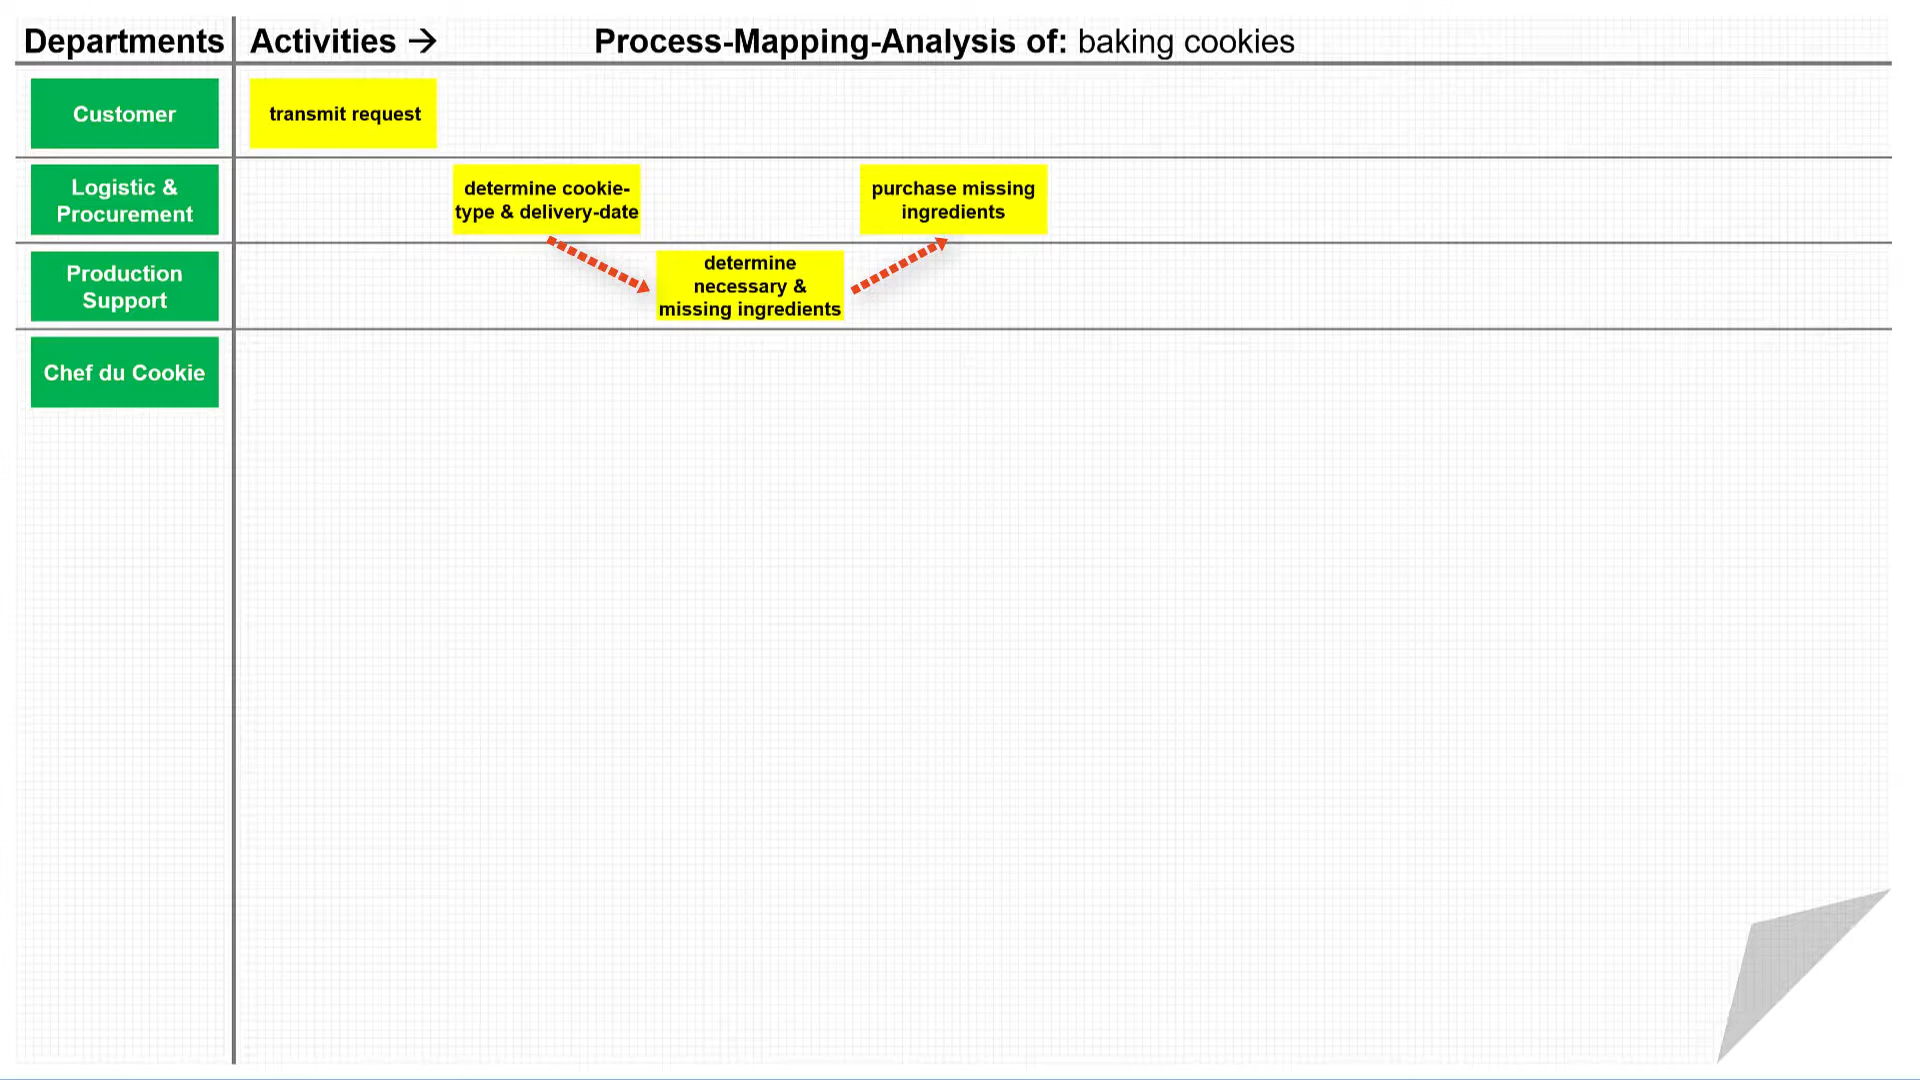 Departments
Activities →
Process-Mapping-Analysis of: baking cookies
Customer
transmit request
Logistic &
Procurement
determine cookie-
type & delivery-date
purchase missing
ingredients
Production
Support
determine
necessary &
missing ingredients
Chef du Cookie